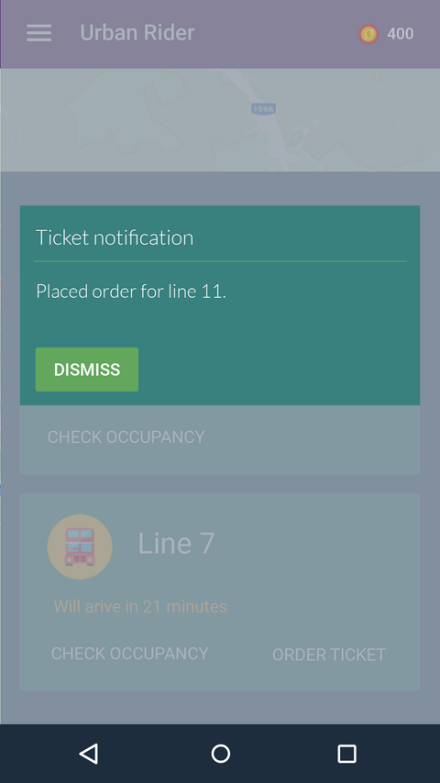 Urban Rider
400
106A
Ticket notification
Placed order for line 11.
DISMISS
CHECK OCCUPANCY
Line 7
Will arive in 21 minutes
CHECK OCCUPANCY
ORDER TICKET